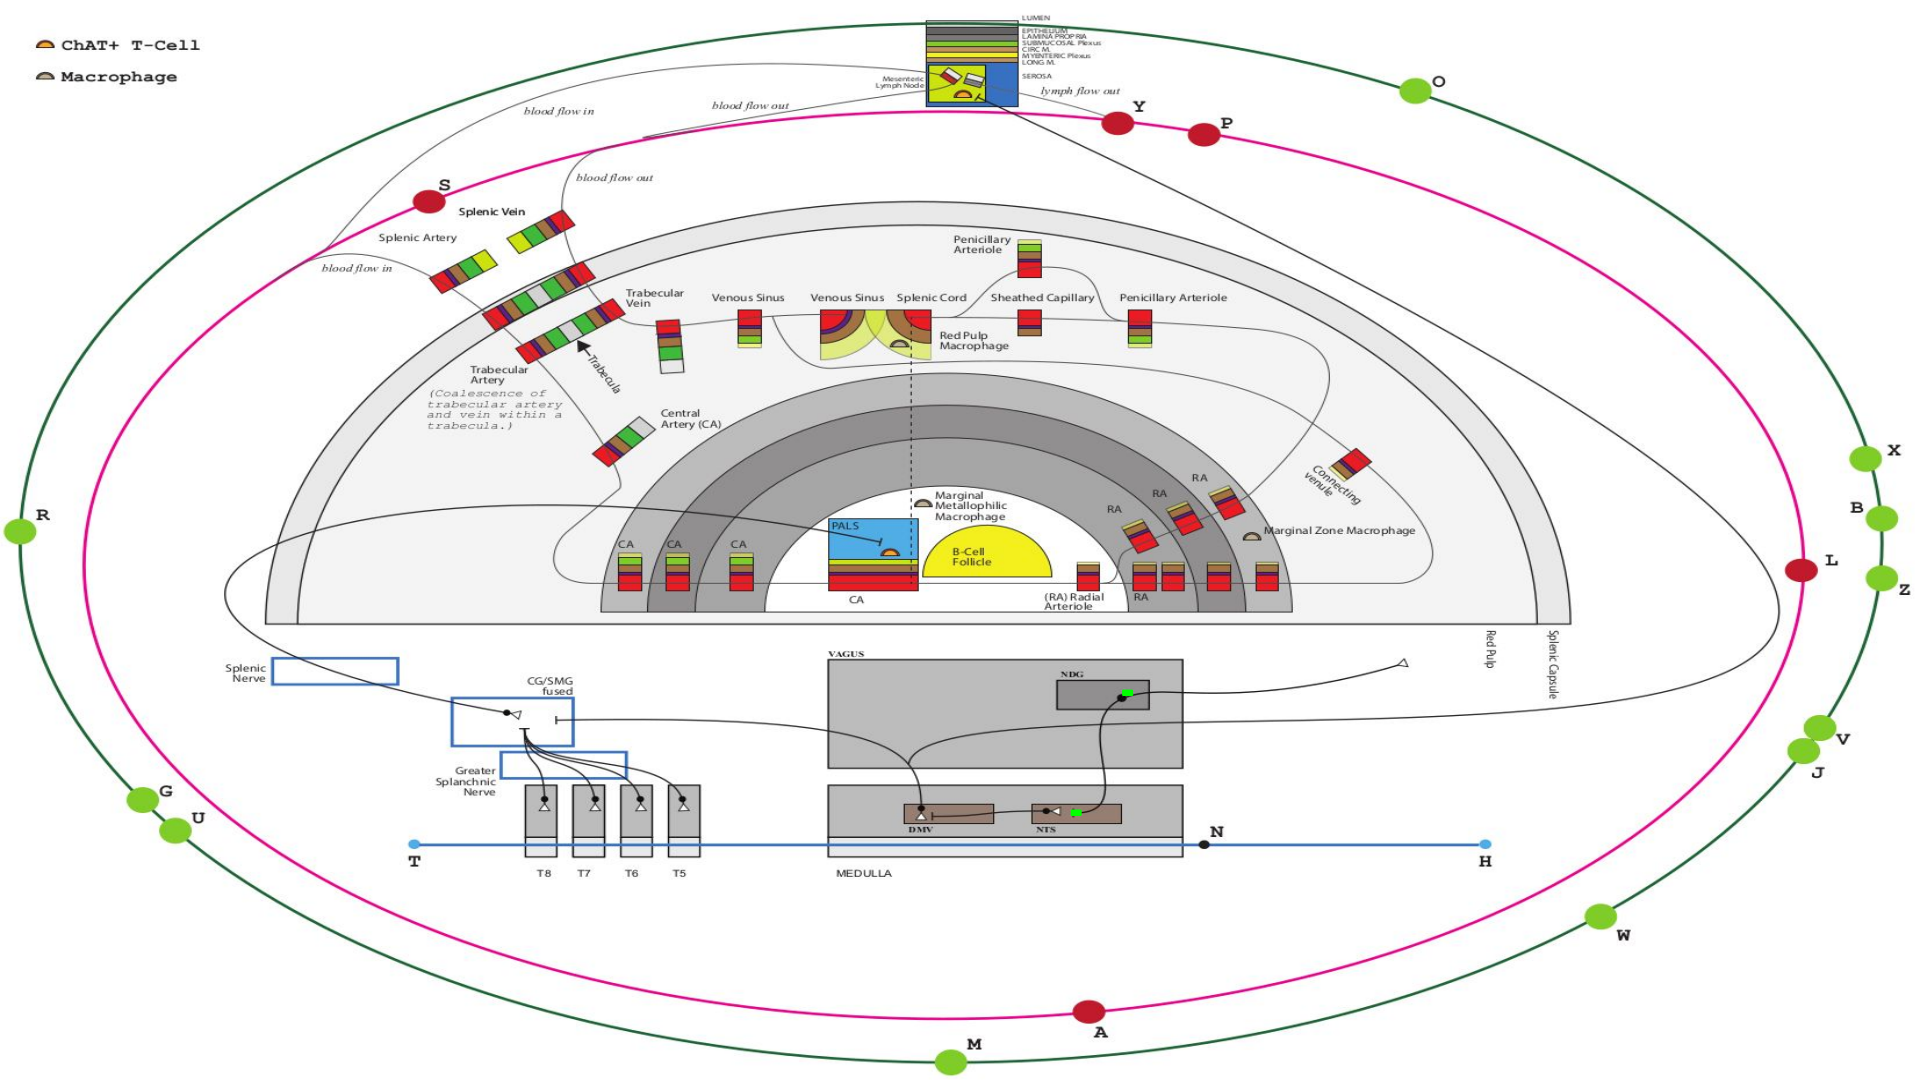 LUMEN
EPITHELIUM
LAMINA PROPRIA
SUBMUCOSAL Plexus
CIRC M.
MYENTERIC Plexus
LONG M.
SEROSA
Mesenteric
Lymph Node
ChAT+ T-Cell
Macrophage
blood flow in
blood flow out
lymph flow out
Y
P
O
S
blood flow out
Splenic Vein
Splenic Artery
blood flow in
Penicillary
Arteriole
Trabecular
Vein
Venous Sinus
Venous Sinus
Splenic Cord
Sheathed Capillary
Penicillary Arteriole
Red Pulp
Macrophage
Trabecula
Trabecular
Artery
(Coalescence of
trabecular artery
and vein within a
trabecula.)
Central
Artery (CA)
X
B
R
Connecting
venule
RA
RA
RA
Marginal
Metallophilic
Macrophage
Marginal Zone Macrophage
PALS
CA
CA
CA
B-Cell
Follicle
L
Z
CA
(RA) Radial
Arteriole
RA
Red Pulp
Splenic Capsule
Splenic
Nerve
VAGUS
NDG
CG/SMG
fused
V
J
Greater
Splanchnic
Nerve
G
U
DMV
NTS
T
N
H
T8
T7
T6
T5
MEDULLA
W
A
M